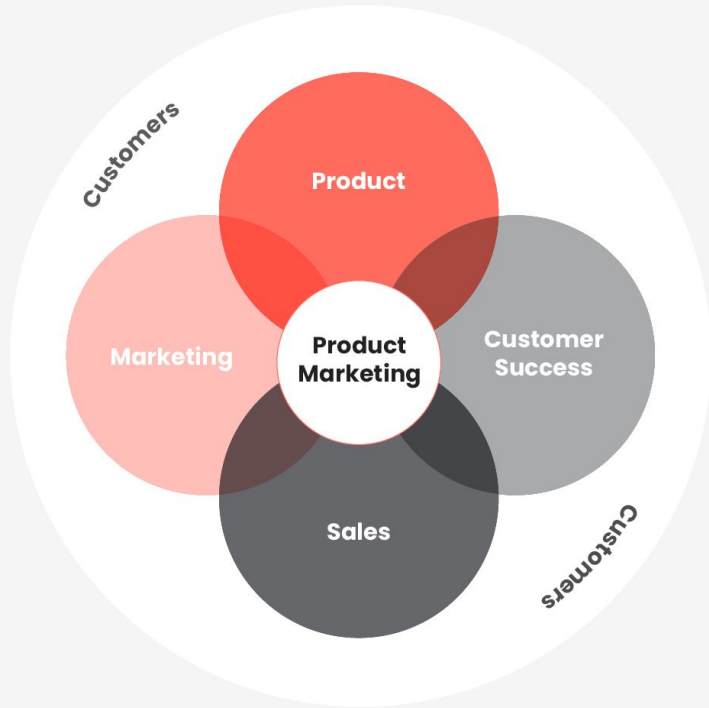 Customers
Product
Marketing
Product
Marketing
Customer
Success
Sales
Customers